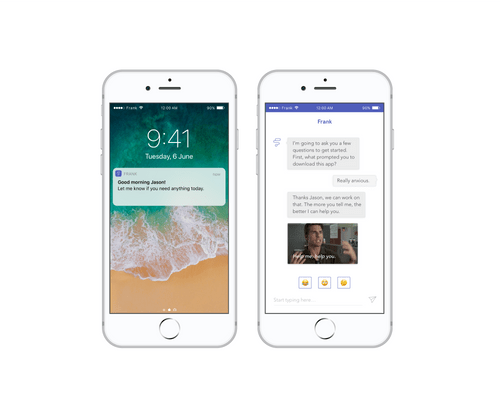 Frank 12:00 AM 80%
9:41
Tuesday, 6 June
FRANK now
Good morning Jason!
Let me know if you need anything today.
Frank 12:00 AM 80%
Frank
I'm going to ask you a few
questions to get started.
First, what prompted you to
download this app?
Really anxious.
Thanks Jason, we can work on
that. The more you tell me, the
better I can help you.
Help me, help you.
Start typing here...